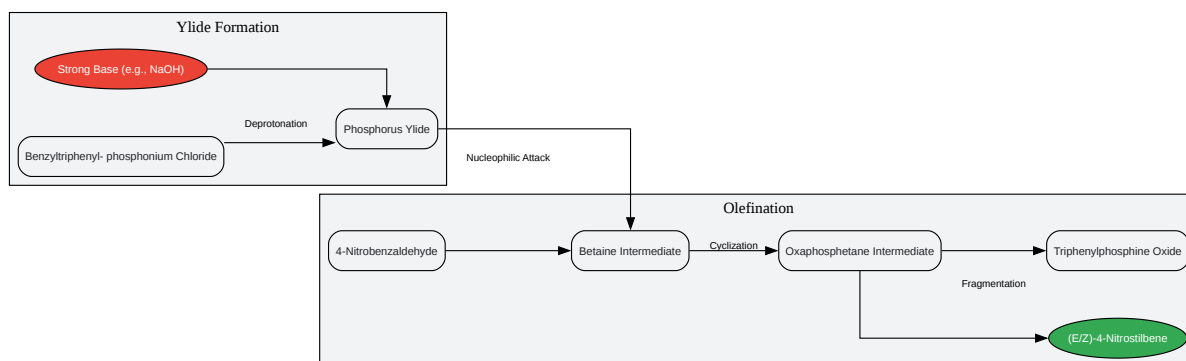 Ylide Formation
Strong Base (e.g., NaOH)
Deprotonation
Phosphorus Ylide
Benzyltriphenyl- phosphonium Chloride
Nucleophilic Attack
Olefination
4-Nitrobenzaldehyde
Betaine Intermediate
Cyclization
Oxaphosphetane Intermediate
Triphenylphosphine Oxide
Fragmentation
(E/Z)-4-Nitrostilbene